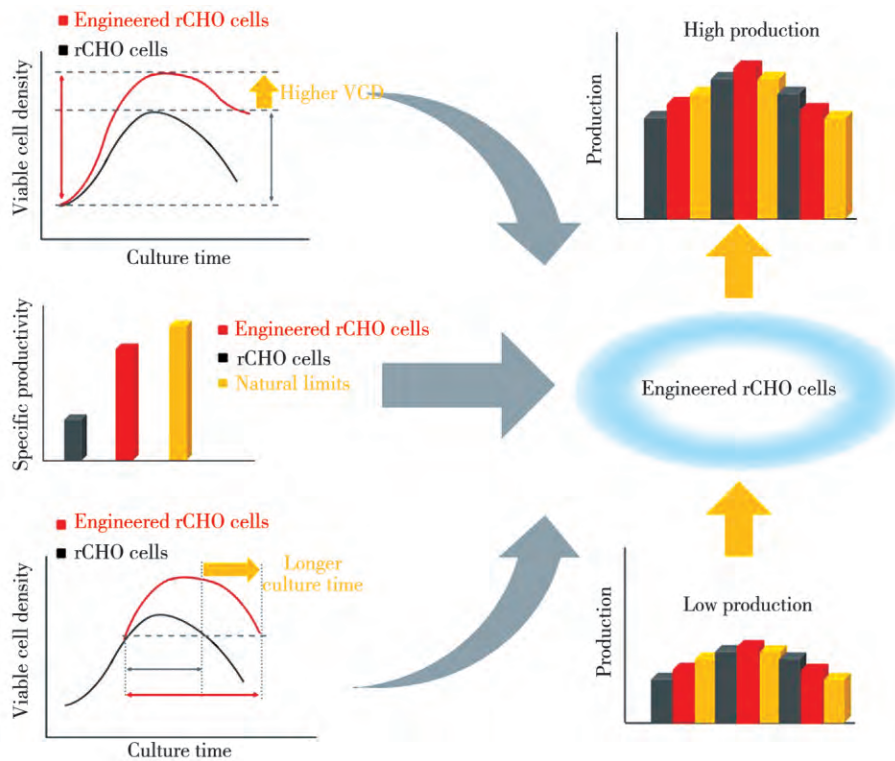 Engineered rCHO cells
rCHO cells
Higher VCD
Viable cell density
Culture time
Engineered rCHO cells
rCHO cells
Natural limits
Specific productivity
Engineered rCHO cells
rCHO cells
Longer
culture time
Viable cell density
Culture time
High production
Production
Engineered rCHO cells
Low production
Production